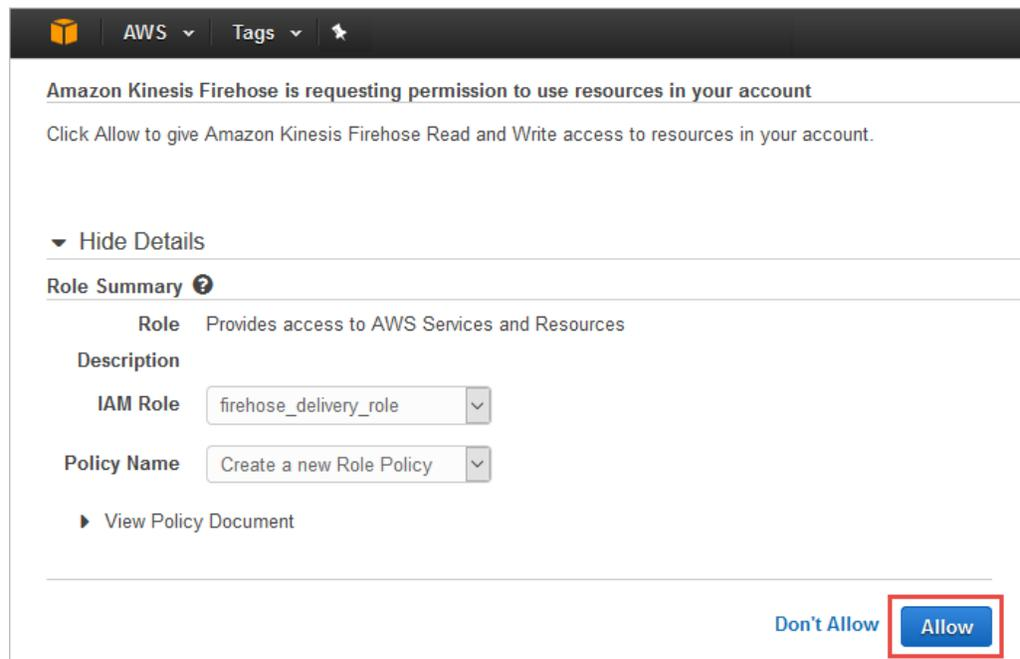 AWS Tags
Amazon Kinesis Firehose is requesting permission to use resources in your account
Click Allow to give Amazon Kinesis Firehose Read and Write access to resources in your account.
Hide Details
Role Summary ?
Role Provides access to AWS Services and Resources
Description
IAM Role firehose_delivery_role
Policy Name Create a new Role Policy
View Policy Document
Don't Allow Allow